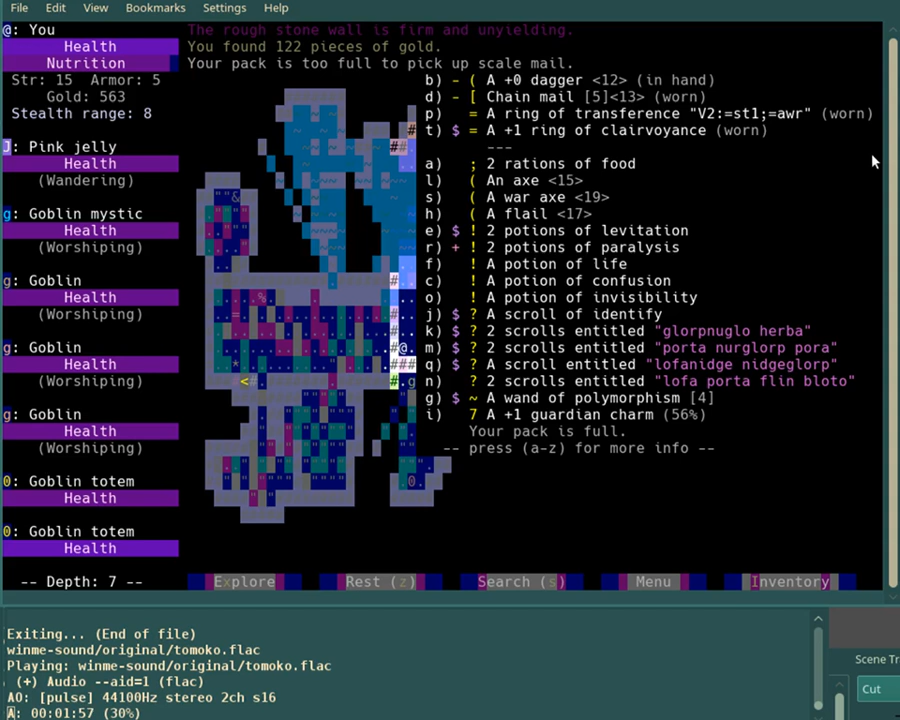 File Edit View Bookmarks Settings Help
@: You
Health
Nutrition
Str: 15 Armor: 5
Gold: 563
Stealth range: 8
J: Pink jelly
Health
(Wandering)
g: Goblin mystic
Health
(Worshiping)
g: Goblin
Health
(Worshiping)
g: Goblin
Health
(Worshiping)
g: Goblin
Health
(Worshiping)
0: Goblin totem
Health
0: Goblin totem
Health
-- Depth: 7 --
The rough stone wall is firm and unyielding.
You found 122 pieces of gold.
Your pack is too full to pick up scale mail.
b) - ( A +0 dagger <12> (in hand)
d) - [ Chain mail [5]<13> (worn)
p) = A ring of transference "V2:=st1;=awr" (worn)
t) $ = A +1 ring of clairvoyance (worn)
---
a) ; 2 rations of food
l) ( An axe <15>
s) ( A war axe <19>
h) ( A flail <17>
e) $ ! 2 potions of levitation
r) + ! 2 potions of paralysis
f) ! A potion of life
c) ! A potion of confusion
o) ! A potion of invisibility
j) $ ? A scroll of identify
k) $ ? 2 scrolls entitled "glorpnuglo herba"
m) $ ? 2 scrolls entitled "porta nurglorp pora"
q) $ ? A scroll entitled "lofanidge nidgeglorp"
n) ? 2 scrolls entitled "lofa porta flin bloto"
g) $ ~ A wand of polymorphism [4]
i) 7 A +1 guardian charm (56%)
Your pack is full.
-- press (a-z) for more info --
Explore Rest (z) Search (s) Menu Inventory
Exiting... (End of file)
winme-sound/original/tomoko.flac
Playing: winme-sound/original/tomoko.flac
(+) Audio --aid=1 (flac)
AO: [pulse] 44100Hz stereo 2ch s16
A: 00:01:57 (30%)
Scene Tr
Cut